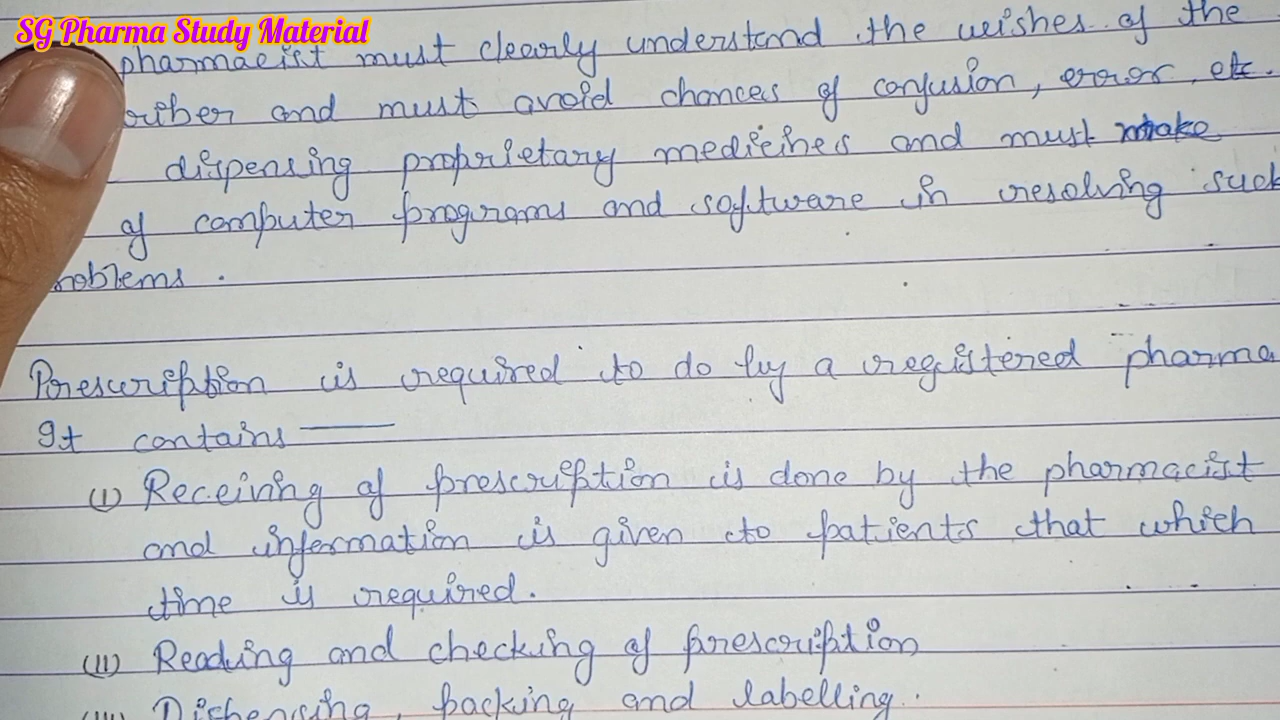 SG Pharma Study Material
pharmacist must clearly understand the wishes of the
riber and must avoid chances of confusion, error, etc.
dispensing proprietary medicines and must make
of computer programs and software in resolving such
roblems.
Prescription is required to do by a registered pharma
It contains —
(I) Receiving of prescription is done by the pharmacist
and information is given to patients that which
time is required.
(II) Reading and checking of prescription
(III) Dispensing, packing and labelling.